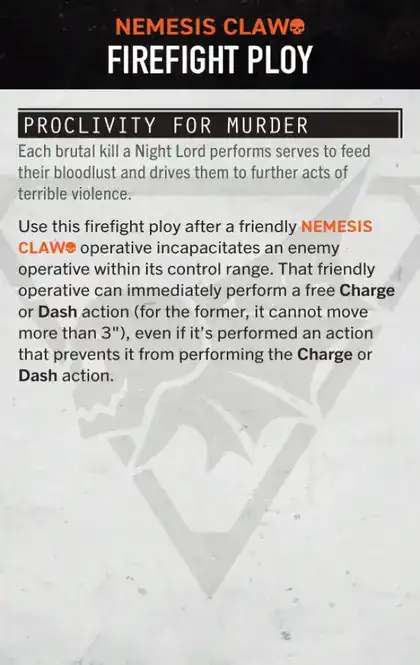 NEMESIS CLAW
FIREFIGHT PLOY
PROCLIVITY FOR MURDER
Each brutal kill a Night Lord performs serves to feed
their bloodlust and drives them to further acts of
terrible violence.
Use this firefight ploy after a friendly NEMESIS
CLAW operative incapacitates an enemy
operative within its control range. That friendly
operative can immediately perform a free Charge
or Dash action (for the former, it cannot move
more than 3"), even if it's performed an action
that prevents it from performing the Charge or
Dash action.